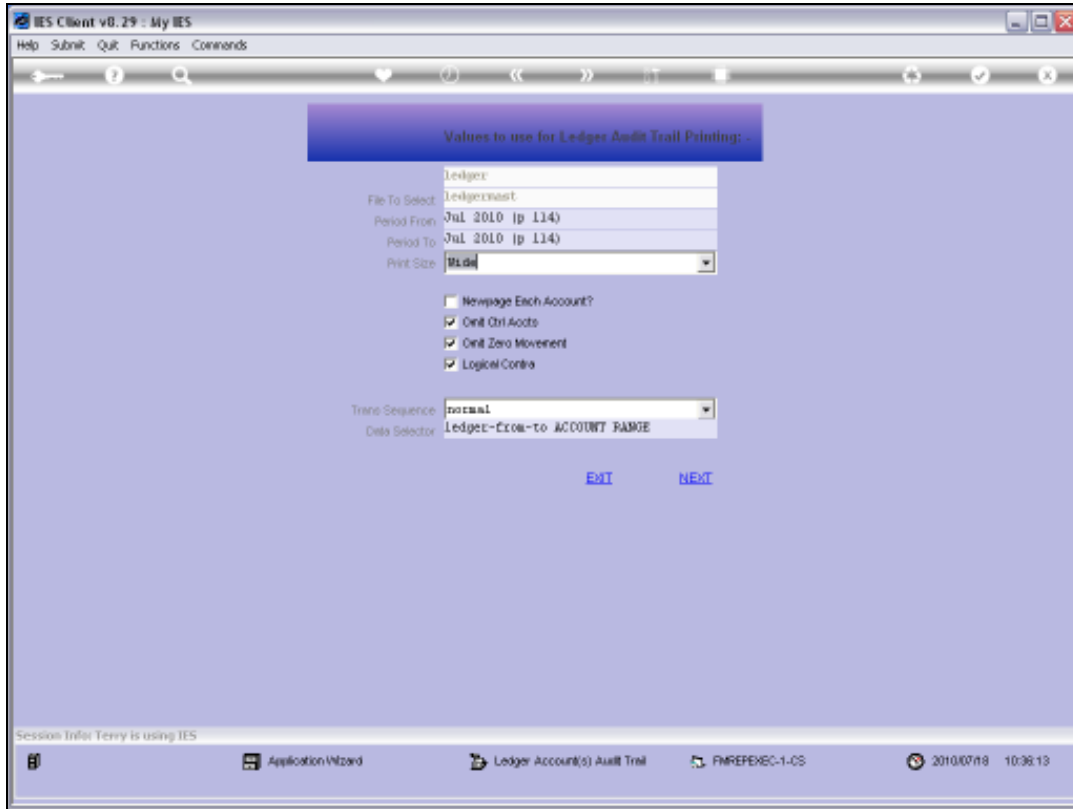 IES Client v8.29 : My IES
Help Submit Quit Functions Commands
Values to use for Ledger Audit Trail Printing: -
ledger
File To Select ledgermast
Period From Jul 2010 (p 114)
Period To Jul 2010 (p 114)
Print Size Wide
Newpage Each Account?
Omit Ctrl Accts
Omit Zero Movement
Logical Contra
Trans Sequence normal
Data Selector ledger-from-to ACCOUNT RANGE
EXIT NEXT
Session Info: Terry is using IES
Application Wizard Ledger Account(s) Audit Trail FMREPEXEC-1-CS 2010/07/18 10:36:13